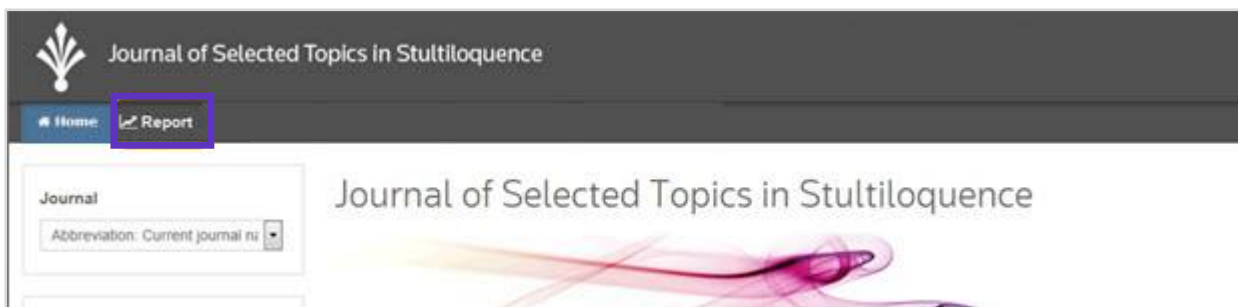 Journal of Selected Topics in Stultiloquence
Home Report
Journal
Journal of Selected Topics in Stultiloquence
Abbreviation: Current journal na